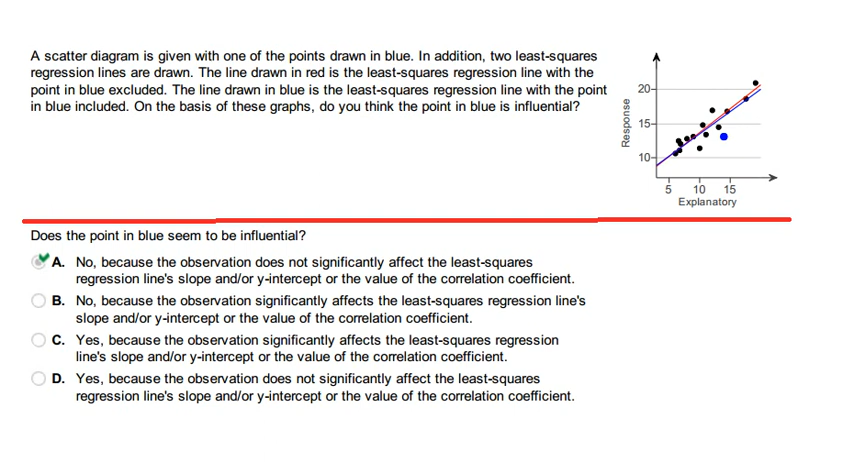 A scatter diagram is given with one of the points drawn in blue. In addition, two least-squares
regression lines are drawn. The line drawn in red is the least-squares regression line with the
point in blue excluded. The line drawn in blue is the least-squares regression line with the point
in blue included. On the basis of these graphs, do you think the point in blue is influential?
20
15
10
Response
5 10 15
Explanatory
Does the point in blue seem to be influential?
A. No, because the observation does not significantly affect the least-squares
regression line's slope and/or y-intercept or the value of the correlation coefficient.
B. No, because the observation significantly affects the least-squares regression line's
slope and/or y-intercept or the value of the correlation coefficient.
C. Yes, because the observation significantly affects the least-squares regression
line's slope and/or y-intercept or the value of the correlation coefficient.
D. Yes, because the observation does not significantly affect the least-squares
regression line's slope and/or y-intercept or the value of the correlation coefficient.